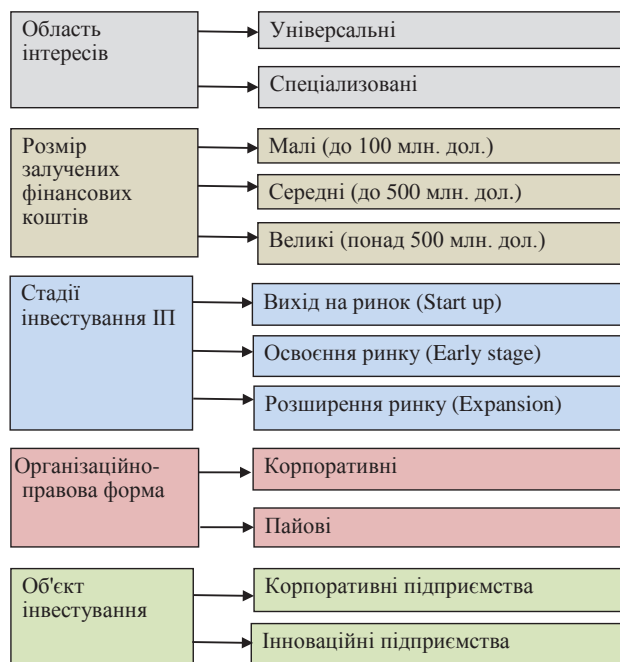 Область
інтересів
Універсальні
Спеціалізовані
Розмір
залучених
фінансових
коштів
Малі (до 100 млн. дол.)
Середні (до 500 млн. дол.)
Великі (понад 500 млн. дол.)
Стадії
інвестування ІП
Вихід на ринок (Start up)
Освоєння ринку (Early stage)
Розширення ринку (Expansion)
Організаційно-
правова форма
Корпоративні
Пайові
Об'єкт
інвестування
Корпоративні підприємства
Інноваційні підприємства